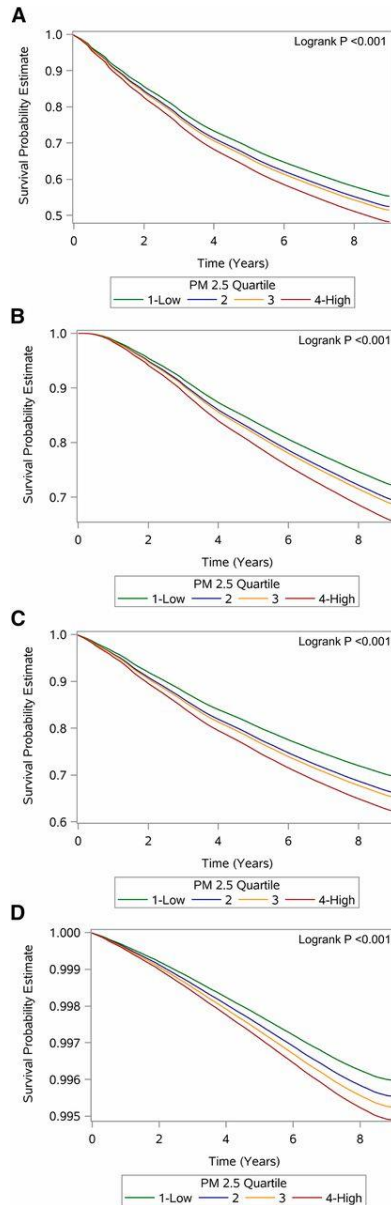 A
Logrank P <0.001
1.0
0.9
0.8
0.7
0.6
0.5
Survival Probability Estimate
0 2 4 6 8
Time (Years)
PM 2.5 Quartile
1-Low 2 3 4-High
B
Logrank P <0.001
1.0
0.9
0.8
0.7
Survival Probability Estimate
0 2 4 6 8
Time (Years)
PM 2.5 Quartile
1-Low 2 3 4-High
C
Logrank P <0.001
1.0
0.9
0.8
0.7
0.6
Survival Probability Estimate
0 2 4 6 8
Time (Years)
PM 2.5 Quartile
1-Low 2 3 4-High
D
Logrank P <0.001
1.000
0.999
0.998
0.997
0.996
0.995
Survival Probability Estimate
0 2 4 6 8
Time (Years)
PM 2.5 Quartile
1-Low 2 3 4-High